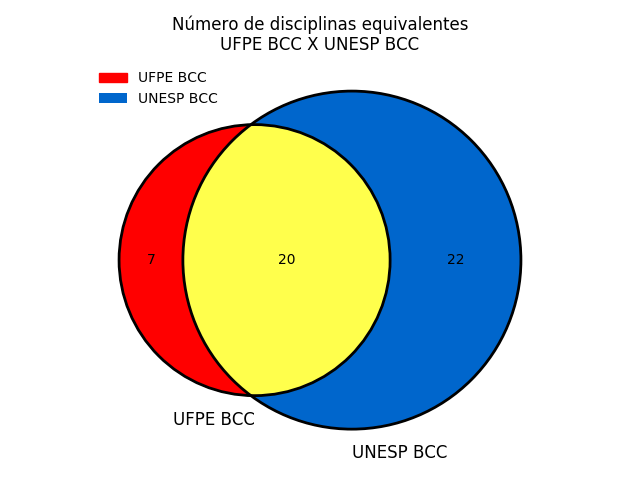 Número de disciplinas equivalentes
UFPE BCC X UNESP BCC
UFPE BCC
UNESP BCC
7
20
22
UFPE BCC
UNESP BCC